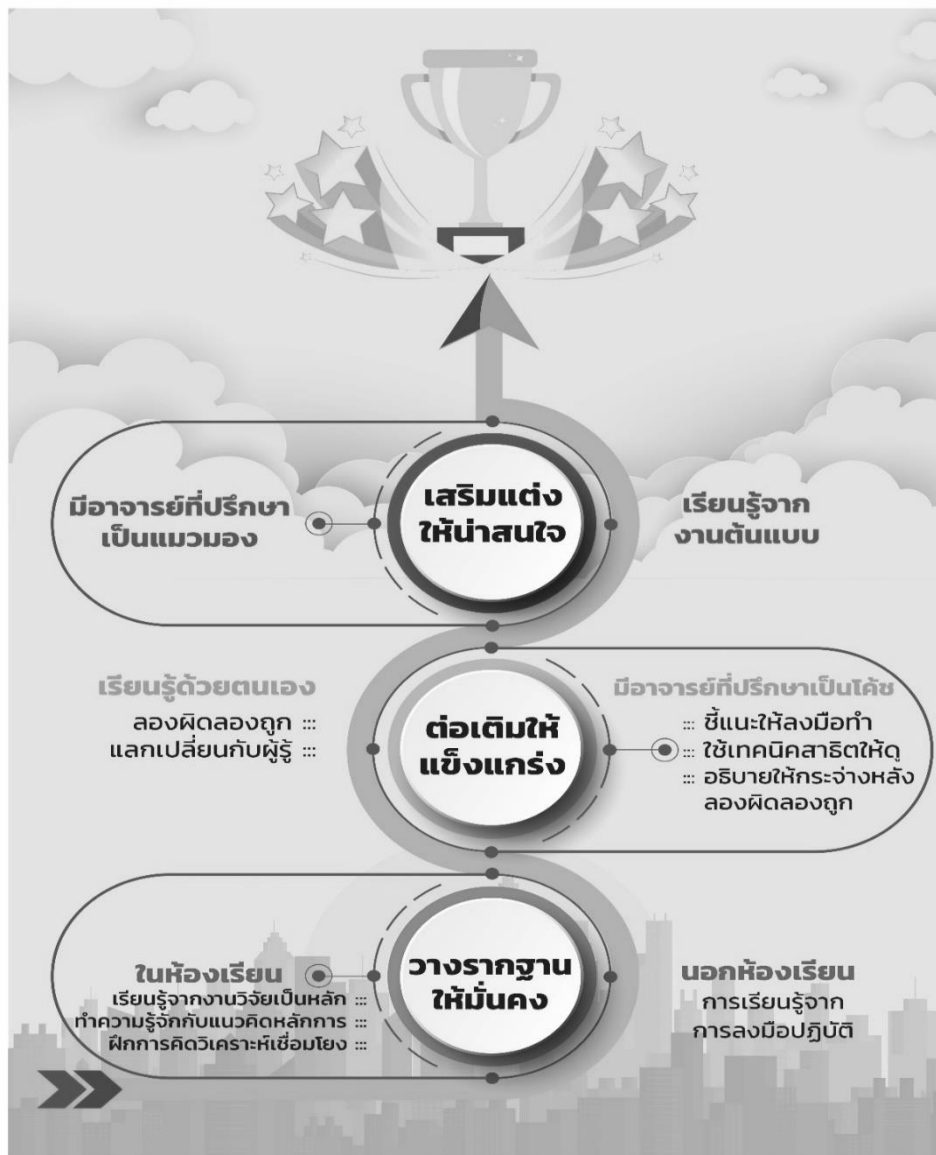 มีอาจารย์ที่ปรึกษา
เป็นแมวมอง
เสริมแต่ง
ให้น่าสนใจ
เรียนรู้จาก
งานต้นแบบ
เรียนรู้ด้วยตนเอง
ลองผิดลองถูก :::
แลกเปลี่ยนกับผู้รู้ :::
ต่อเติมให้
แข็งแกร่ง
มีอาจารย์ที่ปรึกษาเป็นโค้ช
::: ชี้แนะให้ลงมือทำ
::: ใช้เทคนิคสาธิตให้ดู
::: อธิบายให้กระจ่างหลัง
ลองผิดลองถูก
ในห้องเรียน
เรียนรู้จากงานวิจัยเป็นหลัก :::
ทำความรู้จักกับแนวคิดหลักการ :::
ฝึกการคิดวิเคราะห์เชื่อมโยง :::
วางรากฐาน
ให้มั่นคง
นอกห้องเรียน
การเรียนรู้จาก
การลงมือปฏิบัติ